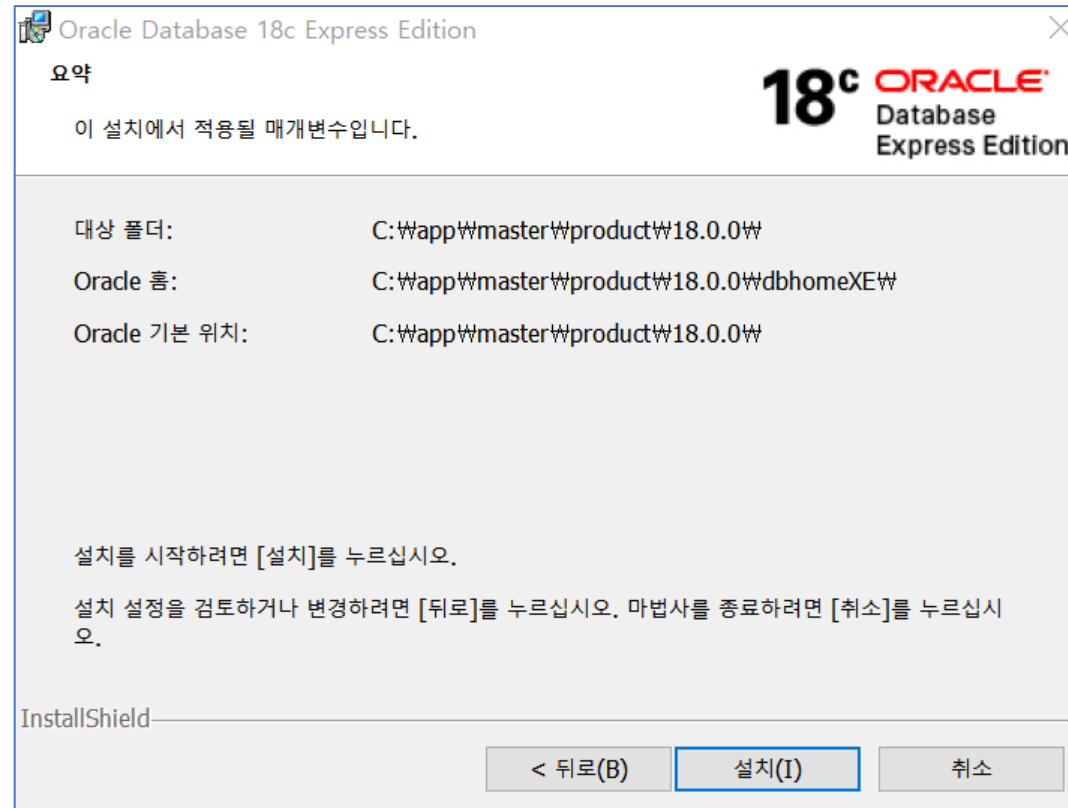 Oracle Database 18c Express Edition
요약
이 설치에서 적용될 매개변수입니다.
18c ORACLE
Database
Express Edition
대상 폴더: C:₩app₩master₩product₩18.0.0₩
Oracle 홈: C:₩app₩master₩product₩18.0.0₩dbhomeXE₩
Oracle 기본 위치: C:₩app₩master₩product₩18.0.0₩
설치를 시작하려면 [설치]를 누르십시오.
설치 설정을 검토하거나 변경하려면 [뒤로]를 누르십시오. 마법사를 종료하려면 [취소]를 누르십시
오.
InstallShield
< 뒤로(B) 설치(I) 취소